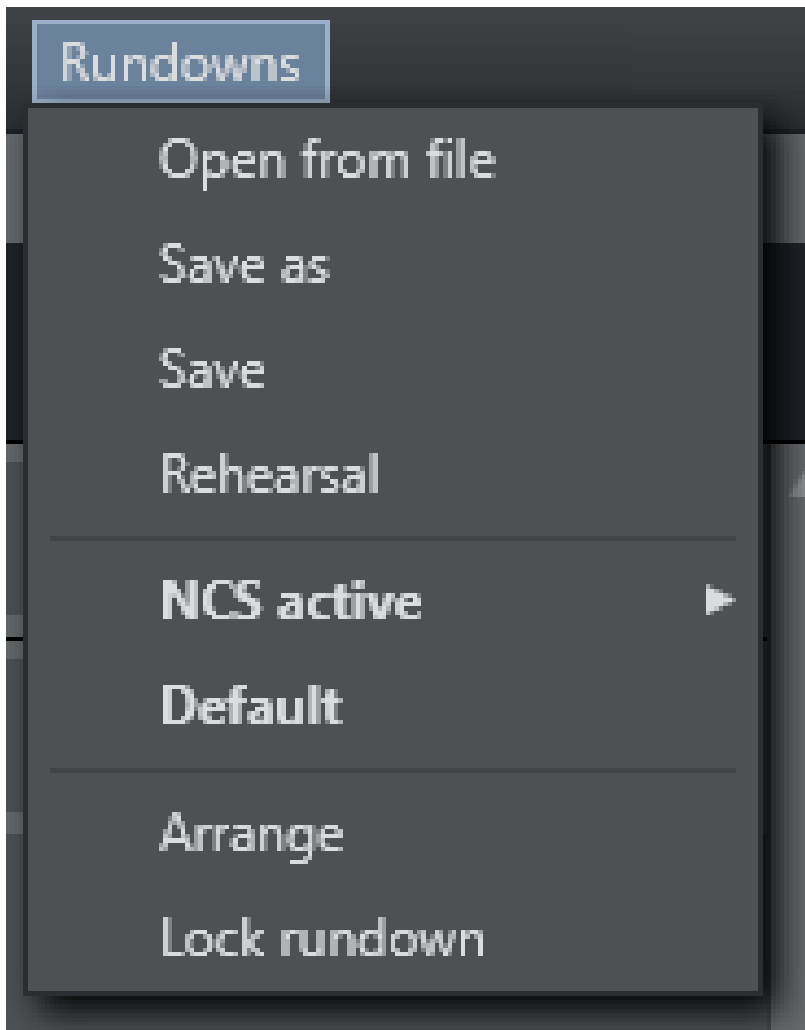 Rundowns
Open from file
Save as
Save
Rehearsal
NCS active
Default
Arrange
Lock rundown